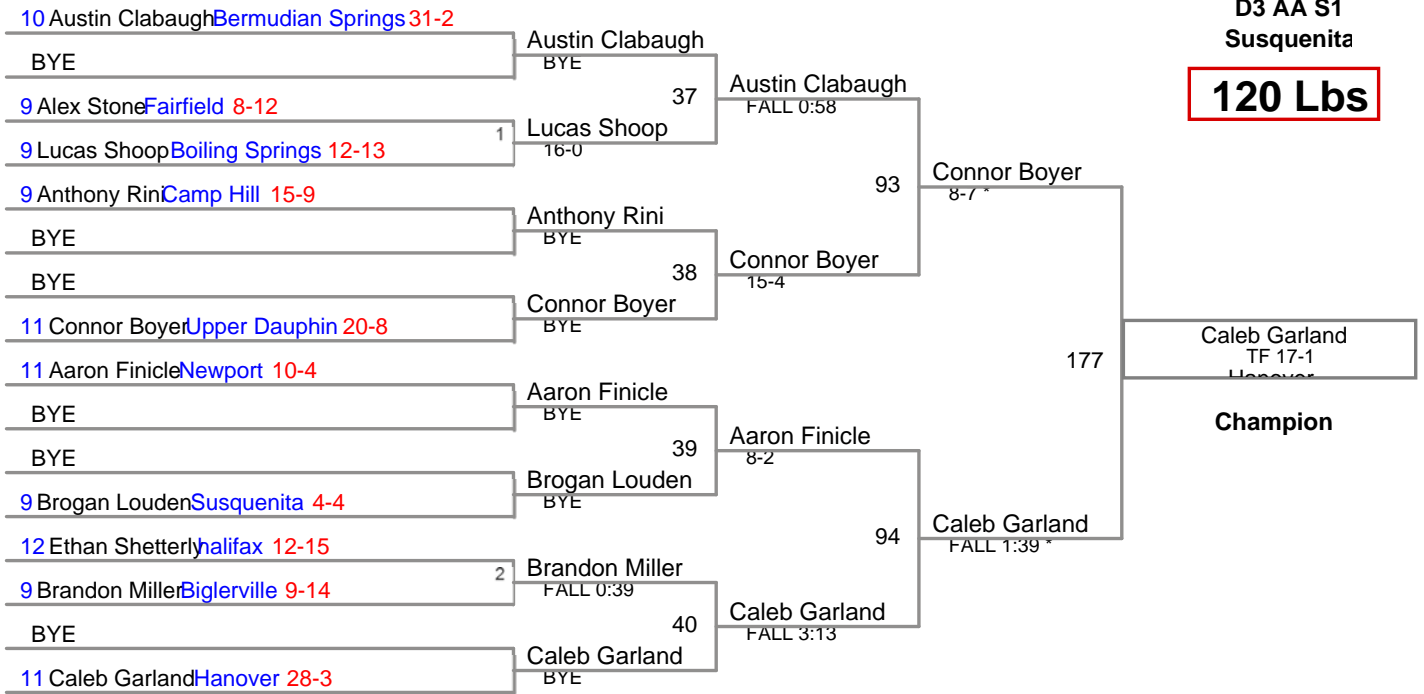 D3 AA S1
Susquenita
120 Lbs
10 Austin Clabaugh Bermudian Springs 31-2
BYE
9 Alex Stone Fairfield 8-12
9 Lucas Shoop Boiling Springs 12-13
9 Anthony Rini Camp Hill 15-9
BYE
BYE
11 Connor Boyer Upper Dauphin 20-8
11 Aaron Finicle Newport 10-4
BYE
BYE
9 Brogan Louden Susquenita 4-4
12 Ethan Shetterly halifax 12-15
9 Brandon Miller Biglerville 9-14
BYE
11 Caleb Garland Hanover 28-3
Austin Clabaugh
BYE
1
Lucas Shoop
16-0
Anthony Rini
BYE
Connor Boyer
BYE
Aaron Finicle
BYE
Brogan Louden
BYE
2
Brandon Miller
FALL 0:39
Caleb Garland
BYE
37
Austin Clabaugh
FALL 0:58
38
Connor Boyer
15-4
39
Aaron Finicle
8-2
40
Caleb Garland
FALL 3:13
93
Connor Boyer
8-7 *
94
Caleb Garland
FALL 1:39 *
177
Caleb Garland
TF 17-1
Hanover
Champion